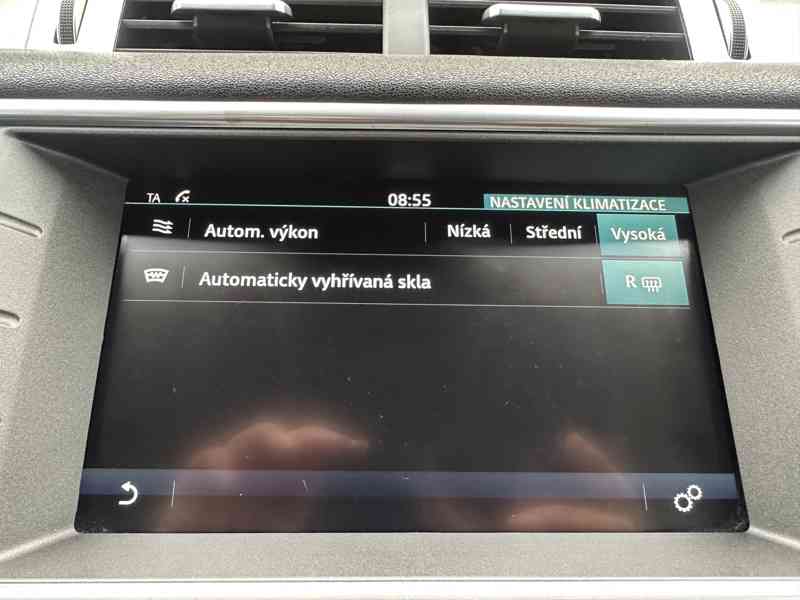 TA 08:55 NASTAVENÍ KLIMATIZACE
Autom. výkon Nízká Střední Vysoká
Automaticky vyhřívaná skla R